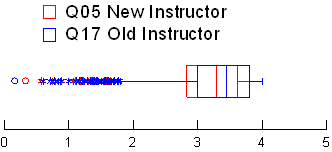 Q05 New Instructor
Q17 Old Instructor
0 1 2 3 4 5